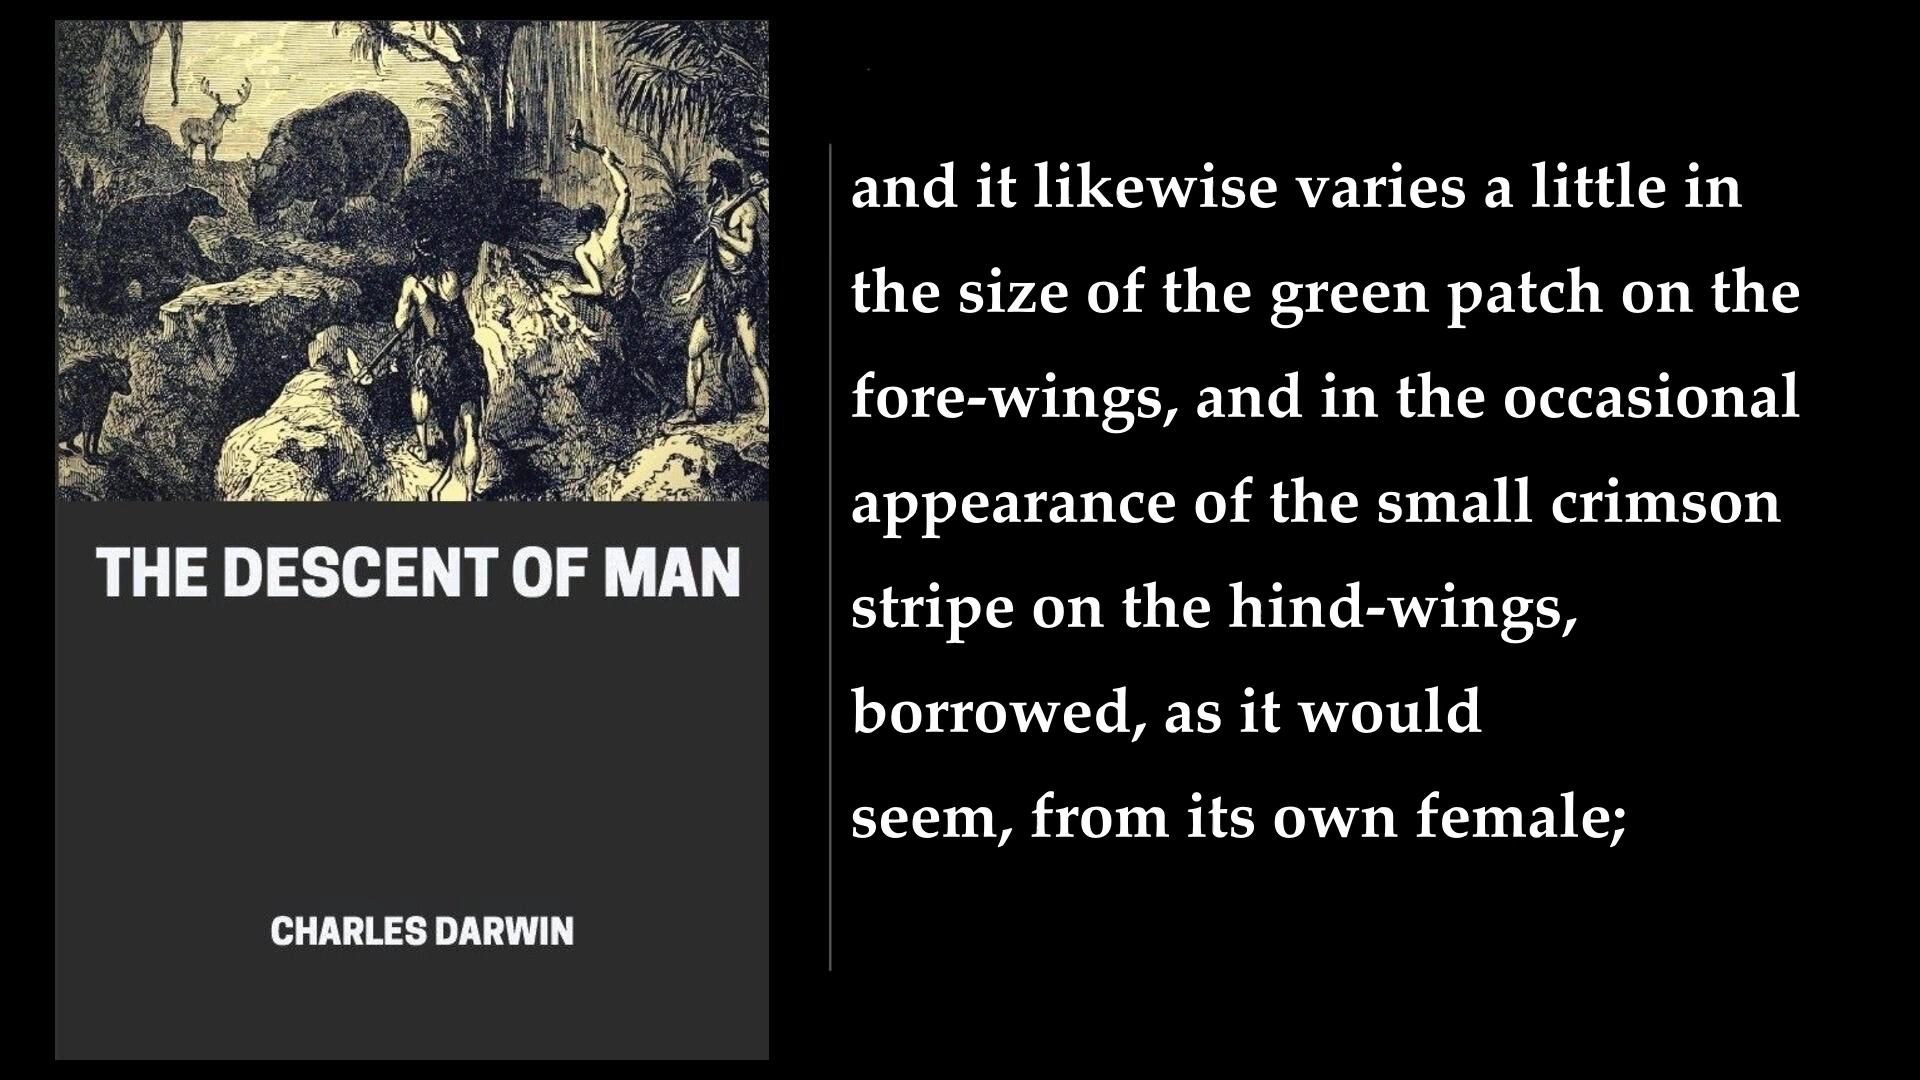 THE DESCENT OF MAN
CHARLES DARWIN
and it likewise varies a little in
the size of the green patch on the
fore-wings, and in the occasional
appearance of the small crimson
stripe on the hind-wings,
borrowed, as it would
seem, from its own female;